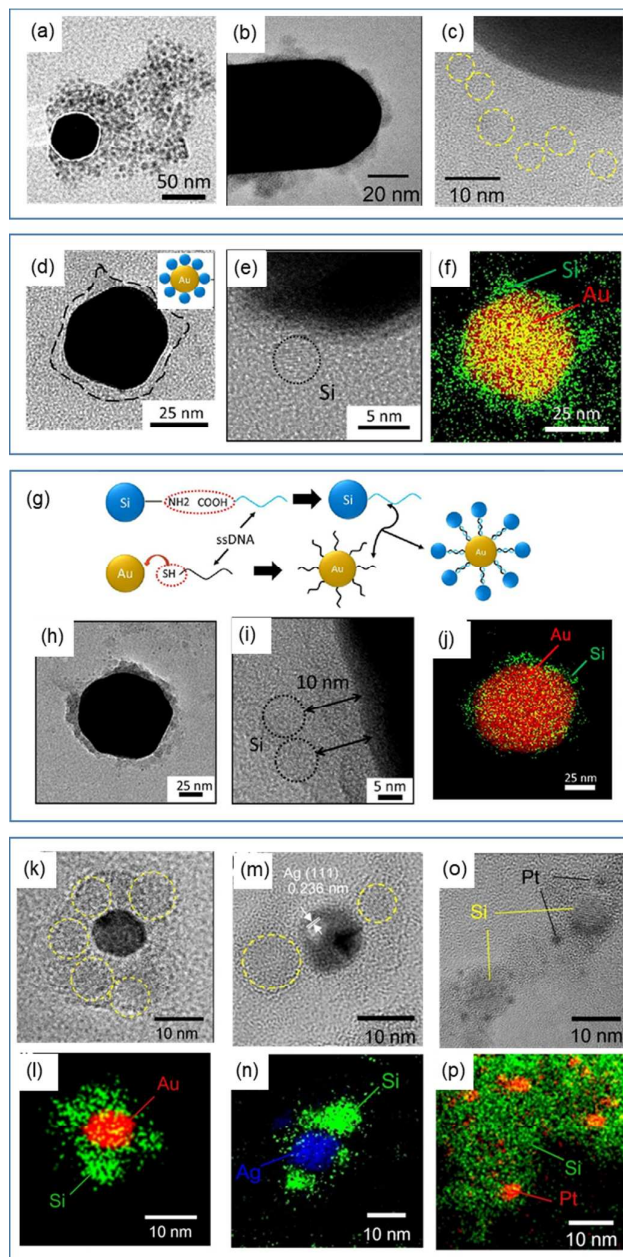 (a)
50 nm
(b)
20 nm
(c)
10 nm
(d)
Au
25 nm
(e)
Si
5 nm
(f)
Si
Au
25 nm
(g)
Si
NH2 COOH
Si
ssDNA
Au
SH
Au
Au
(h)
25 nm
(i)
10 nm
Si
5 nm
(j)
Au
Si
25 nm
(k)
10 nm
(m)
Ag (111)
0.236 nm
10 nm
(o)
Pt
Si
10 nm
(l)
Au
Si
10 nm
(n)
Si
Ag
10 nm
(p)
Si
Pt
10 nm